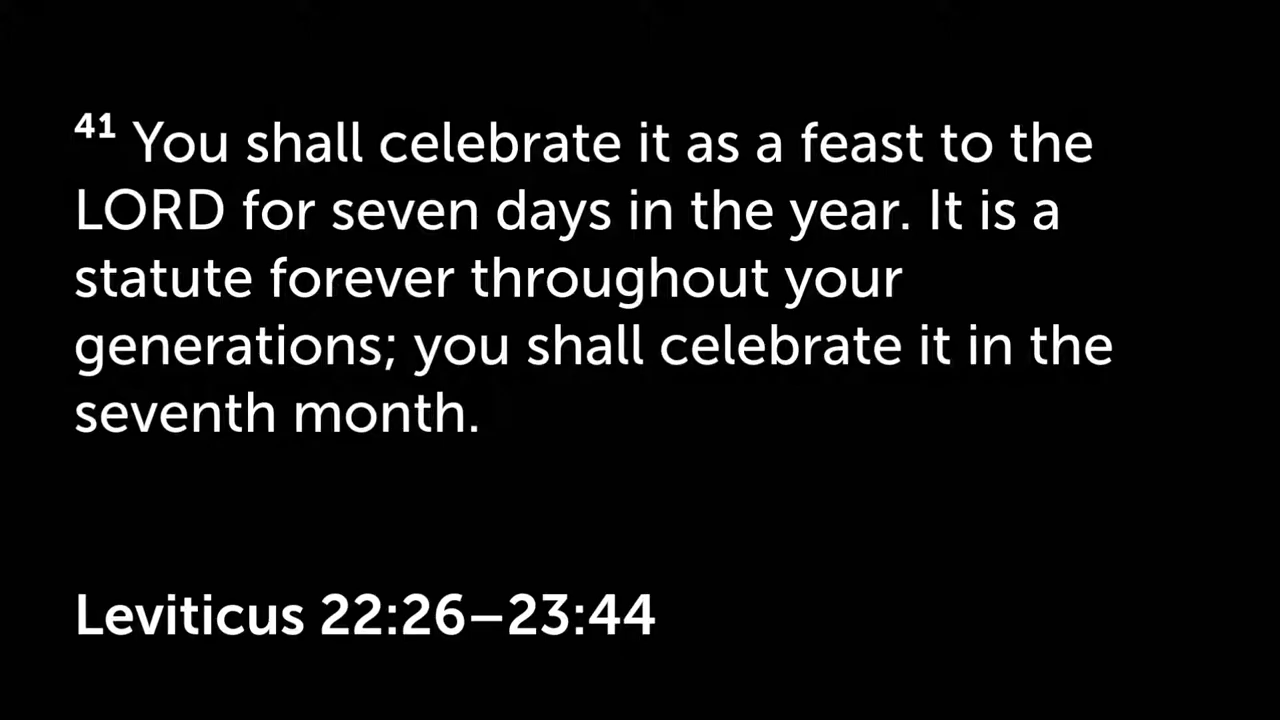 41 You shall celebrate it as a feast to the
LORD for seven days in the year. It is a
statute forever throughout your
generations; you shall celebrate it in the
seventh month.
Leviticus 22:26–23:44